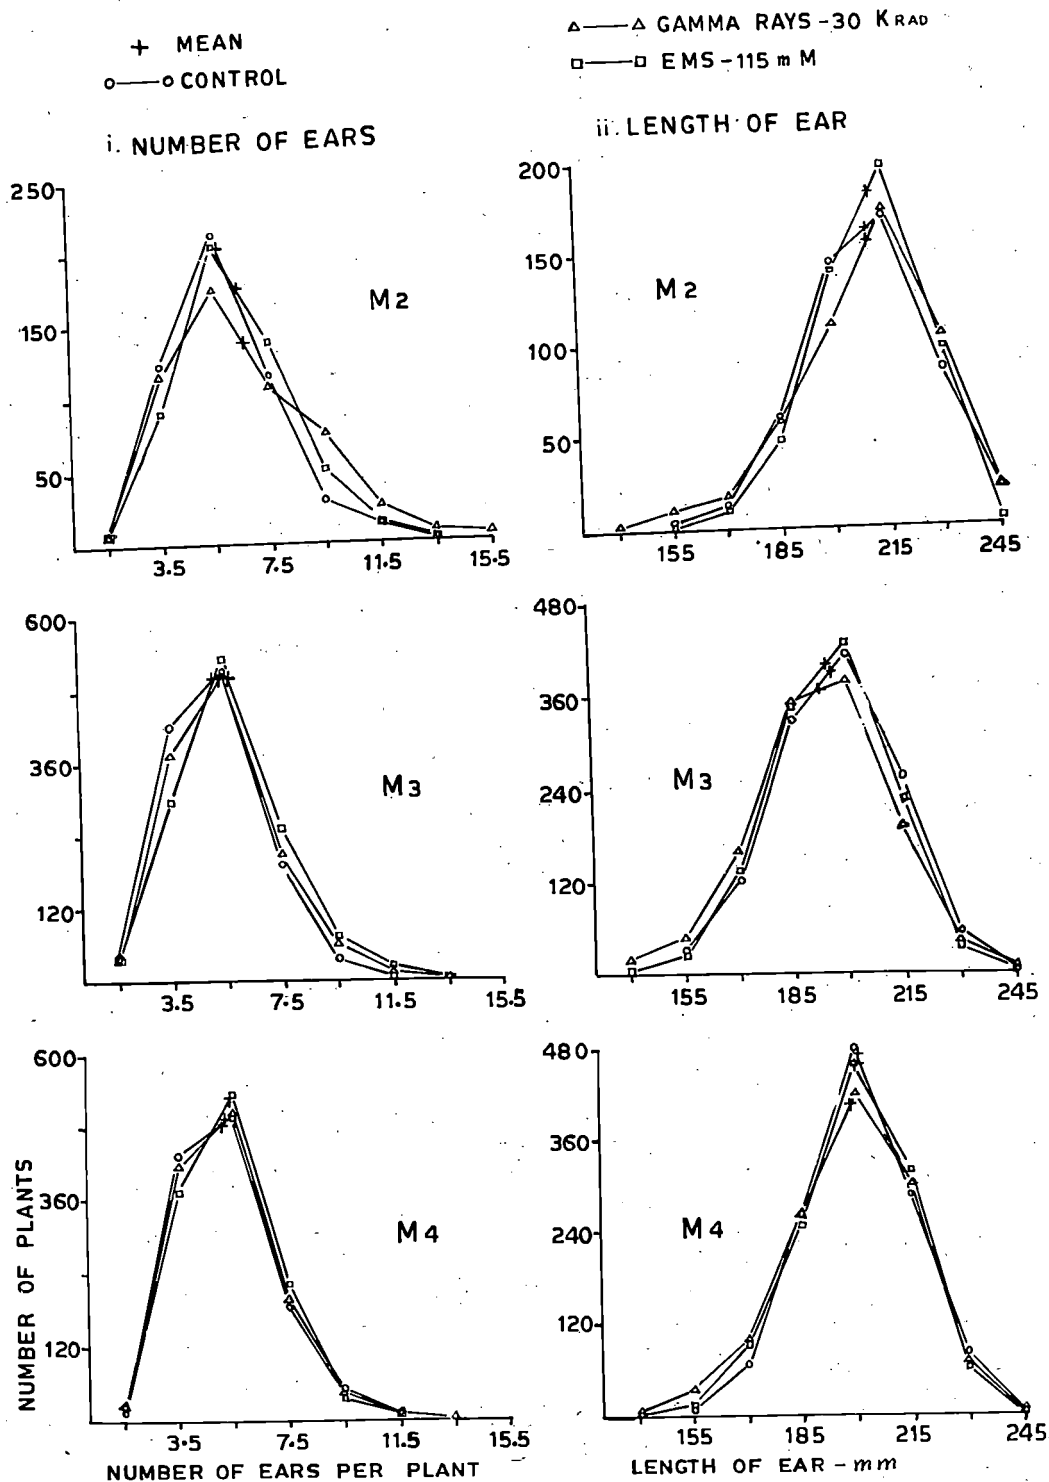 + MEAN
CONTROL
GAMMA RAYS - 30 KRAD
EMS - 115 mM
i. NUMBER OF EARS
ii. LENGTH OF EAR
250
150
50
M2
3.5 7.5 11.5 15.5
200
150
100
50
M2
155 185 215 245
600
360
120
M3
3.5 7.5 11.5 15.5
480
360
240
120
M3
155 185 215 245
600
360
120
M4
3.5 7.5 11.5 15.5
NUMBER OF PLANTS
NUMBER OF EARS PER PLANT
480
360
240
120
M4
155 185 215 245
LENGTH OF EAR - mm